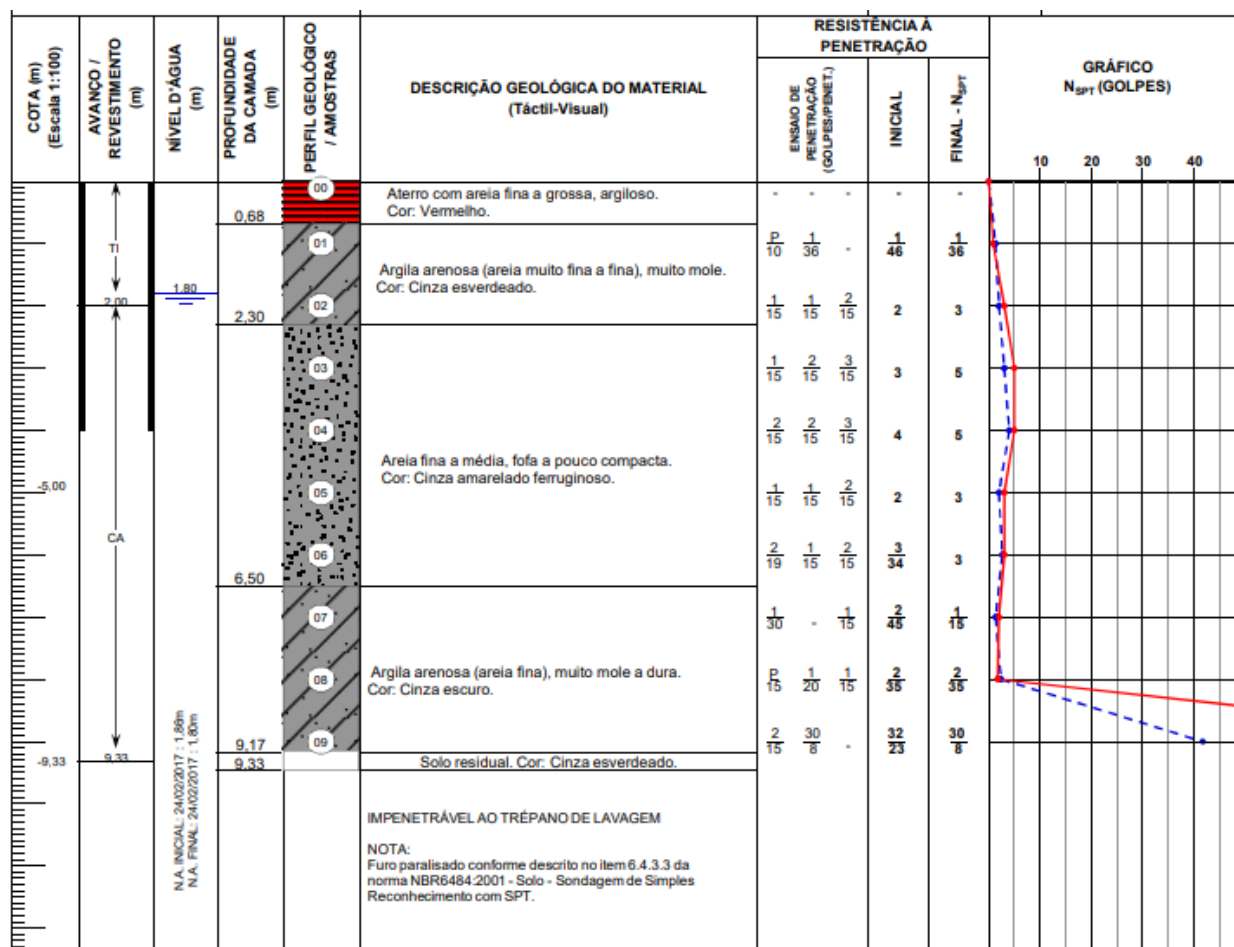 COTA (m)
(Escala 1:100)
AVANÇO /
REVESTIMENTO
(m)
NÍVEL D'ÁGUA
(m)
PROFUNDIDADE
DA CAMADA
(m)
PERFIL GEOLÓGICO
/ AMOSTRAS
DESCRIÇÃO GEOLÓGICA DO MATERIAL
(Táctil-Visual)
RESISTÊNCIA À
PENETRAÇÃO
ENSAIO DE
PENETRAÇÃO
(GOLPES/PENET.)
INICIAL
FINAL - NSPT
GRÁFICO
NSPT (GOLPES)
10 20 30 40
00
Aterro com areia fina a grossa, argiloso.
Cor: Vermelho.
- - - - -
0,68
TI
01
P/10 1/36 - 1/46 1/36
Argila arenosa (areia muito fina a fina), muito mole.
Cor: Cinza esverdeado.
1,80
2,00
02
1/15 1/15 2/15 2 3
2,30
03
1/15 2/15 3/15 3 5
04
2/15 2/15 3/15 4 5
Areia fina a média, fofa a pouco compacta.
Cor: Cinza amarelado ferruginoso.
-5,00
05
1/15 1/15 2/15 2 3
CA
06
2/19 1/15 2/15 3/34 3
6,50
07
1/30 - 1/15 2/45 1/15
Argila arenosa (areia fina), muito mole a dura.
Cor: Cinza escuro.
08
P/15 1/20 1/15 2/35 2/35
09
2/15 30/8 - 32/23 30/8
9,17
-9,33
9,33
9,33
Solo residual. Cor: Cinza esverdeado.
N.A. INICIAL: 24/02/2017 : 1,86m
N.A. FINAL: 24/02/2017 : 1,80m
IMPENETRÁVEL AO TRÉPANO DE LAVAGEM
NOTA:
Furo paralisado conforme descrito no item 6.4.3.3 da
norma NBR6484:2001 - Solo - Sondagem de Simples
Reconhecimento com SPT.